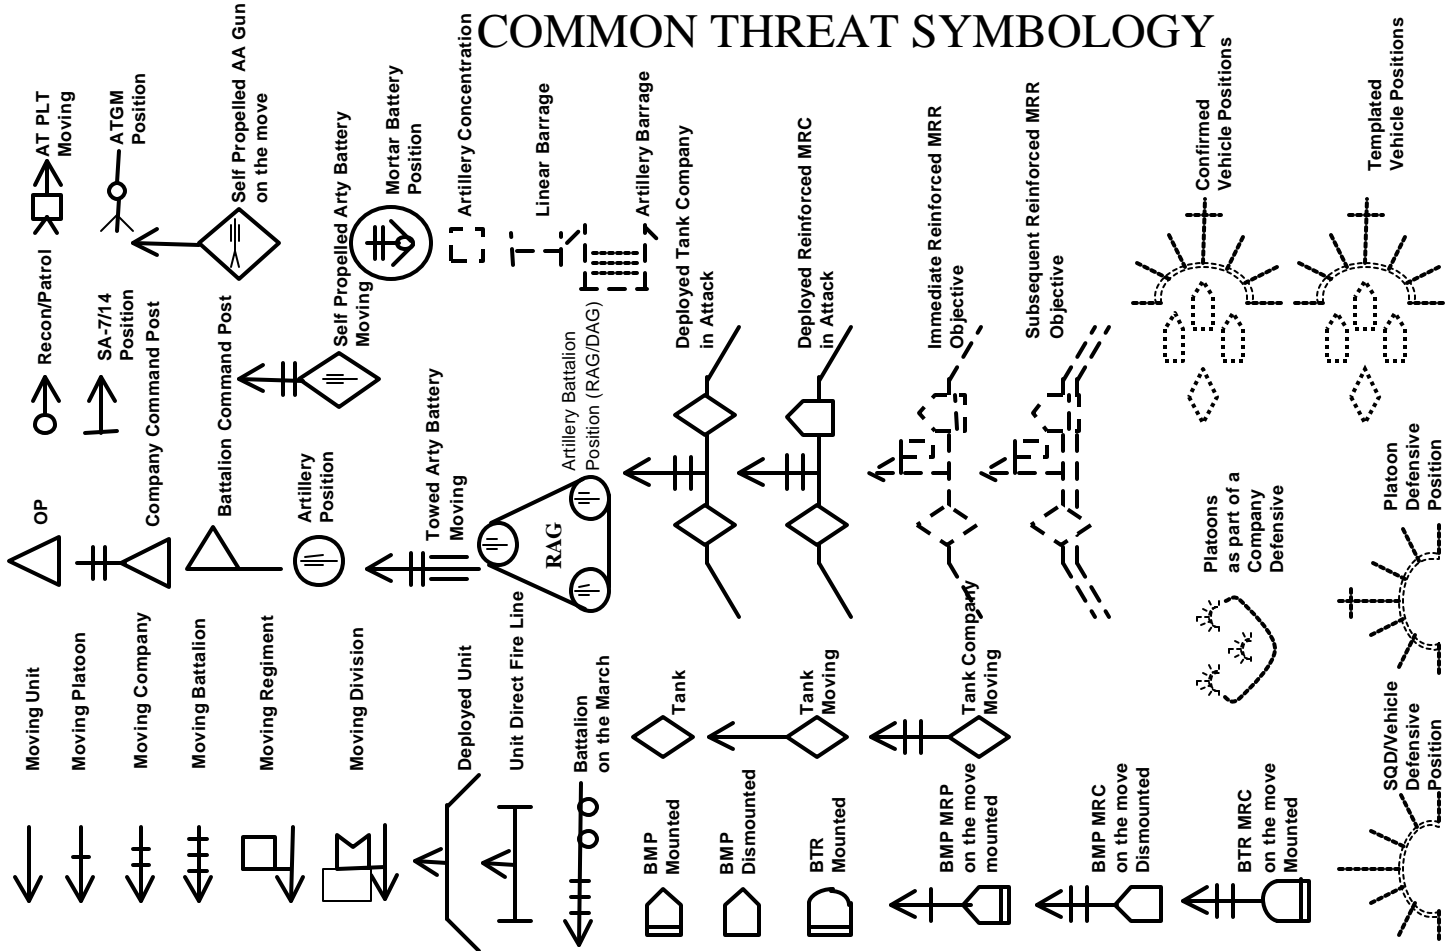 COMMON THREAT SYMBOLOGY
Moving Unit
Moving Platoon
Moving Company
Moving Battalion
Moving Regiment
Moving Division
Deployed Unit
Unit Direct Fire Line
Battalion
on the March
OP
Company Command Post
Battalion Command Post
Artillery
Position
Towed Arty Battery
Moving
RAG
Artillery Battalion
Position (RAG/DAG)
Recon/Patrol
SA-7/14
Position
AT PLT
Moving
ATGM
Position
Self Propelled AA Gun
on the move
Self Propelled Arty Battery
Moving
Mortar Battery
Position
Artillery Concentration
Linear Barrage
Artillery Barrage
BMP
Mounted
BMP
Dismounted
BTR
Mounted
BMP MRP
on the move
mounted
BMP MRC
on the move
Dismounted
BTR MRC
on the move
Mounted
Tank
Tank
Moving
Tank Company
Moving
Deployed Tank Company
in Attack
Deployed Reinforced MRC
in Attack
Immediate Reinforced MRR
Objective
Subsequent Reinforced MRR
Objective
Confirmed
Vehicle Positions
Templated
Vehicle Positions
Platoons
as part of a
Company
Defensive
Platoon
Defensive
Position
SQD/Vehicle
Defensive
Position